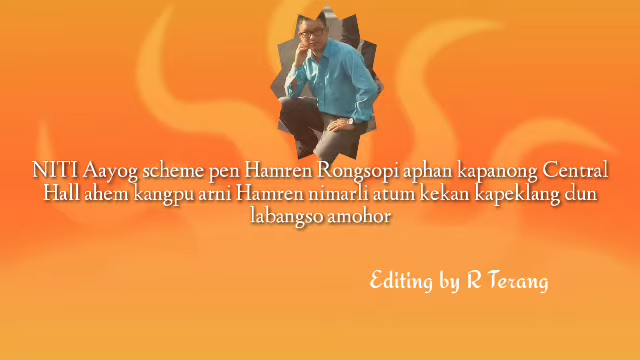 NITI Aayog scheme pen Hamren Rongsopi aphan kapanong Central
Hall ahem kangpu arni Hamren nimarli atum kekan kapeklang dun
labangso amohor
Editing by R Terang